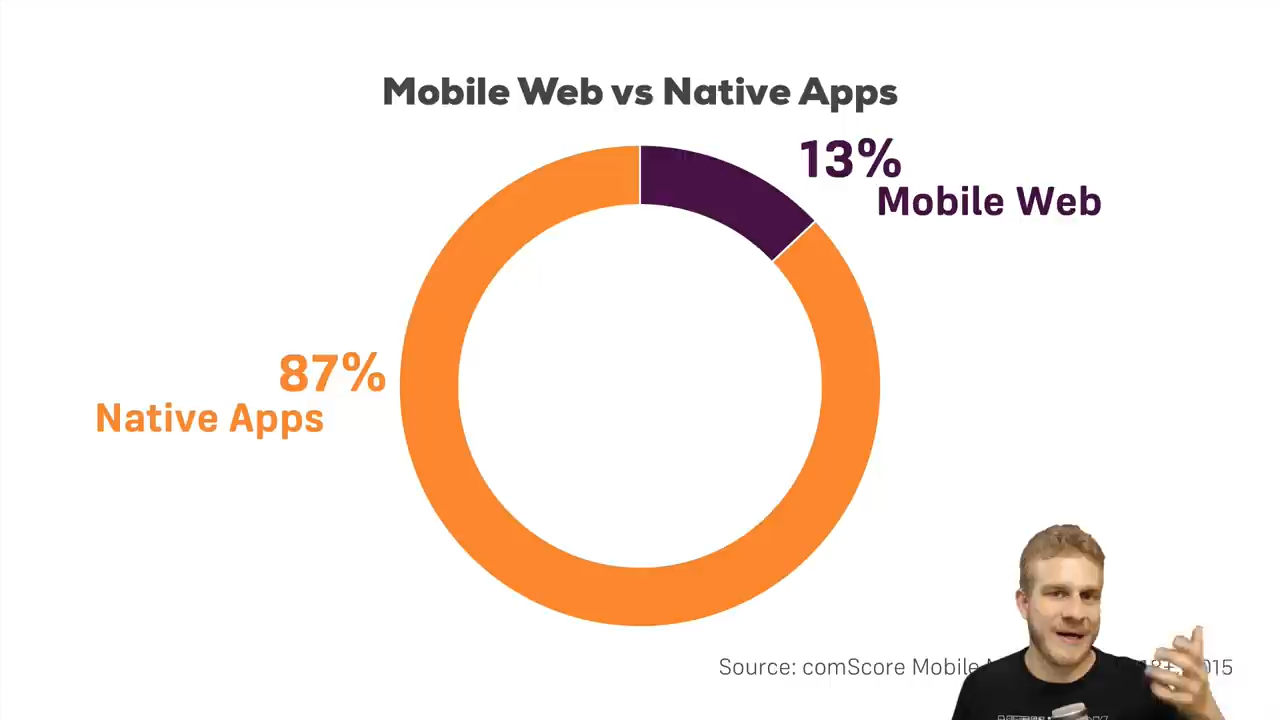 Mobile Web vs Native Apps
13%
Mobile Web
87%
Native Apps
Source: comScore Mobile